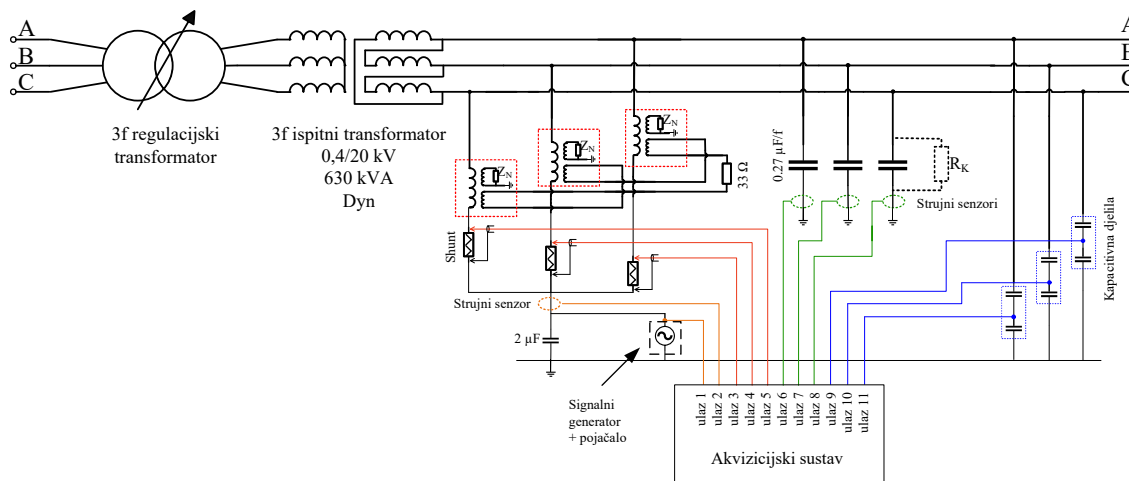 A
B
C
A
B
C
3f regulacijski
transformator
3f ispitni transformator
0,4/20 kV
630 kVA
Dyn
Z_N
Z_N
Z_N
33 Ω
0.27 µF/f
R_K
Strujni senzori
Shunt
Strujni senzor
2 µF
Kapacitivna djelila
Signalni
generator
+ pojačalo
ulaz 1
ulaz 2
ulaz 3
ulaz 4
ulaz 5
ulaz 6
ulaz 7
ulaz 8
ulaz 9
ulaz 10
ulaz 11
Akvizicijski sustav